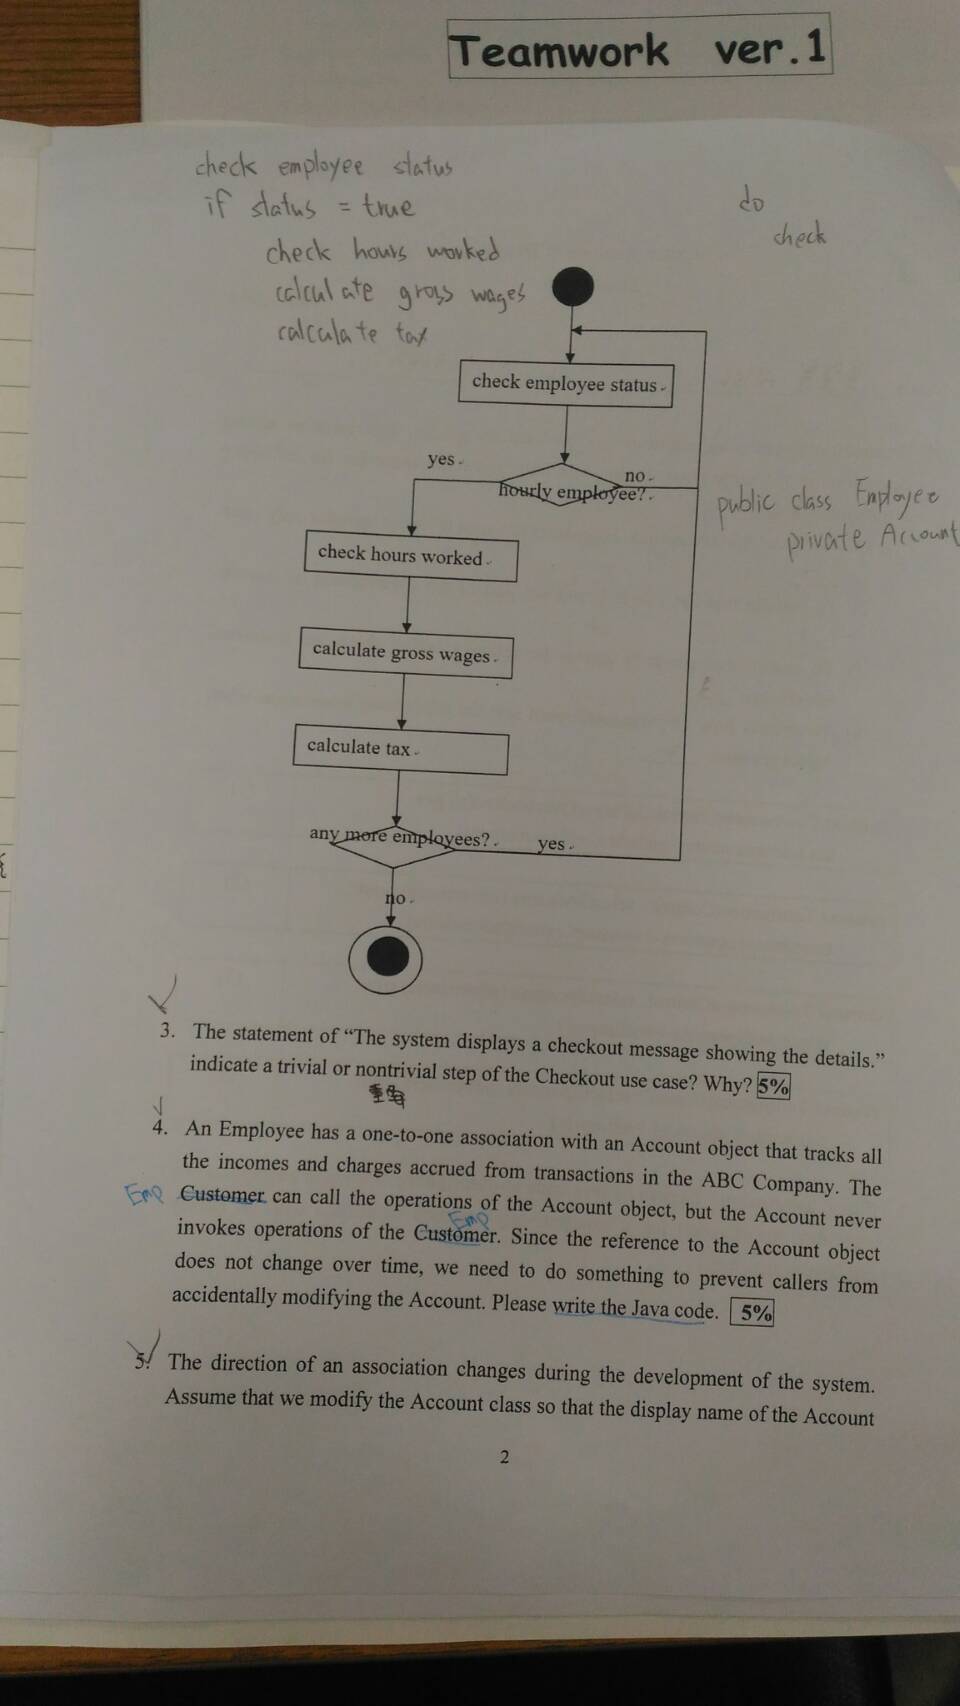 Teamwork ver.1
check employee status
if status = true
do
check
check hours worked
calculate gross wages
calculate tax
check employee status
yes
no
hourly employee?
public class Employee
private Account
check hours worked
calculate gross wages
calculate tax
any more employees?
yes
no
3. The statement of “The system displays a checkout message showing the details.”
indicate a trivial or nontrivial step of the Checkout use case? Why? 5%
4. An Employee has a one-to-one association with an Account object that tracks all
the incomes and charges accrued from transactions in the ABC Company. The
Emp Customer can call the operations of the Account object, but the Account never
Emp
invokes operations of the Customer. Since the reference to the Account object
does not change over time, we need to do something to prevent callers from
accidentally modifying the Account. Please write the Java code. 5%
5. The direction of an association changes during the development of the system.
Assume that we modify the Account class so that the display name of the Account
2